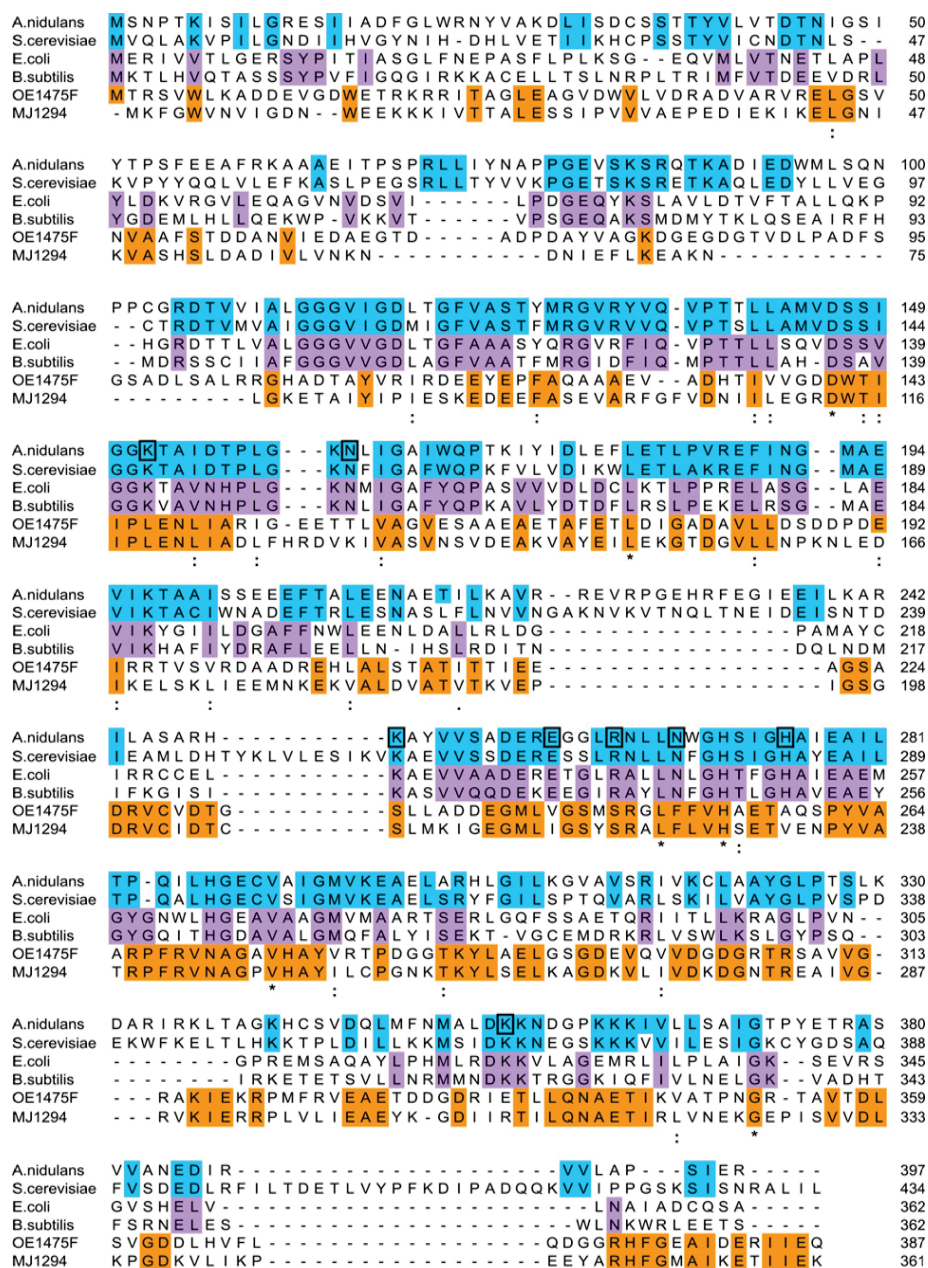 A.nidulans MSNPTKISILGRESIIADFGLWRNYVAKDLISDCSSTTYVLVTDTNIGSI 50
S.cerevisiae MVQLAKVPILGNDIIHVGYNIH-DHLVETIIKHCPSSTYVICNDTNLS-- 47
E.coli MERIVVTLGERSYPITIASGLFNEPASFLPLKSG--EQVMLVTNETLAPL 48
B.subtilis MKTLHVQTASSSYPVFIGQGIRKKACELLTSLNRPLTRIMFVTDEEVDRL 50
OE1475F MTRSVWLKADDEVGDWETRKRRITAGLEAGVDWVLVDRADVARVRELGSV 50
MJ1294 -MKFGWVNVIGDN--WEEKKKIVTTALESSIPVVVAEPEDIEKIKELGNI 47
:
A.nidulans YTPSFEEAFRKAAAEITPSPRLLIYNAPPGEVSKSRQTKADIEDWMLSQN 100
S.cerevisiae KVPYYQQLVLEFKASLPEGSRLLTYVVKPGETSKSRETKAQLEDYLLVEG 97
E.coli YLDKVRGVLEQAGVNVDSVI------LPDGEQYKSLAVLDTVFTALLQKP 92
B.subtilis YGDEMLHLLQEKWP-VKKVT------VPSGEQAKSMDMYTKLQSEAIRFH 93
OE1475F NVAAFSTDDANVIEDAEGTD-----ADPDAYVAGKDGEGDGTVDLPADFS 95
MJ1294 KVASHSLDADIVLVNKN--------DNIEFLKEAKN----------- 75
A.nidulans PPCGRDTVVIALGGGVIGDLTGFVASTYMRGVRYVQ-VPTTLLAMVDSSI 149
S.cerevisiae --CTRDTVMVAIGGGVIGDMIGFVASTFMRGVRVVQ-VPTSLLAMVDSSI 144
E.coli --HGRDTTLVALGGGVVGDLTGFAAASYQRGVRFIQ-VPTTLLSQVDSSV 139
B.subtilis --MDRSSCIIAFGGGVVGDLAGFVAATFMRGIDFIQ-MPTTLLAH-DSAV 139
OE1475F GSADLSALRRGHADTAYVRIRDEEYEPFAQAAAEV--ADHTIVVGDDWTI 143
MJ1294 ----------LGKETAIYIPIESKEDEEFASEVARFGFVDNIILEGRDWTI 116
: : : : * : :
A.nidulans GGKTAIDTPLG---KNLIGAIWQPTKIYIDLEFLETLPVREFING--MAE 194
S.cerevisiae GGKTAIDTPLG---KNFIGAFWQPKFVLVDIKWLETLAKREFING--MAE 189
E.coli GGKTAVNHPLG---KNMIGAFYQPASVVVDLDCLKTLPPRELASG--LAE 184
B.subtilis GGKVAVNHPLG---KNLIGAFYQPKAVLYDTDFLRSLPEKELRSG--MAE 184
OE1475F IPLENLIARIG--EETTLVAGVESAAEAETAFETLDIGADAVLLDSDDPDE 192
MJ1294 IPLENLIADLFHRDVKIVASVNSVDEAKVAYEILEKGTDGVLLNPKNLED 166
: : : * : :
A.nidulans VIKTAAISSEEEFTALEENAETILKAVR--REVRPGEHRFEGIEEILKAR 242
S.cerevisiae VIKTACIWNADEFTRLESNASLFLNVVNGAKNVKVTNQLTNEIDEISNTD 239
E.coli VIKYGIILDGAFFNWLEENLDALLRLDG----------------PAMAYC 218
B.subtilis VIKHAFIYDRAFLEELLN-IHSLRDITN----------------DQLNDM 217
OE1475F IRRTVSVRDAADREHLALSTATITTIEE------------------AGSA 224
MJ1294 IKELSKLIEEMNKEKVALDVATVTKVEP------------------IGSG 198
: : : .
A.nidulans ILASARH-----------KAYVVSADEREGGLRNLLNWGHSIGHAIEAIL 281
S.cerevisiae IEAMLDHTYKLVLESIKVKAEVVSSDERESSLRNLLNFGHSIGHAYEAIL 289
E.coli IRRCCEL-----------KAEVVAADERETGLRALLNLGHTFGHAIEAEM 257
B.subtilis IFKGISI-----------KASVVQQDEKEEGIRAYLNFGHTLGHAVEAEY 256
OE1475F DRVCVDTG----------SLLADDEGMLVGSMSRGLFFVHAETAQSPYVA 264
MJ1294 DRVCIDTC----------SLMKIGEGMLIGSYSRALFLVHSETVENPYVA 238
* * :
A.nidulans TP-QILHGECVAIGMVKEAELARHLGILKGVAVSRIVKCLAAYGLPTSLK 330
S.cerevisiae TP-QALHGECVSIGMVKEAELSRYFGILSPTQVARLSKILVAYGLPVSPD 338
E.coli GYGNWLHGEAVAAGMVMAARTSERLGQFSSAETQRIITLLKRAGLPVN-- 305
B.subtilis GYGQITHGDAVALGMQFALYISEKT-VGCEMDRKRLVSWLKSLGYPSQ-- 303
OE1475F ARPFRVNAGAVHAYVRTPDGGTKYLAELGSGDEVQVVDGDGRTRSAVVG- 313
MJ1294 TRPFRVNAGPVHAYILCPGNKTKYLSELKAGDKVLIVDKDGNTREAIVG- 287
* : : :
A.nidulans DARIRKLTAGKHCSVDQLMFNMALDKKNDGPKKKIVLLSAIGTPYETRAS 380
S.cerevisiae EKWFKELTLHKKTPLDILLKKMSIDKKNEGSKKKVVILESIGKCYGDSAQ 388
E.coli -------GPREMSAQAYLPHMLRDKKVLAGEMRLILPLAIGK--SEVRS 345
B.subtilis --------IRKETETSVLLNRMMNDKKTRGGKIQFIVLNELGK--VADHT 343
OE1475F ----RAKIEKRPMFRVEAETDDGDRIETLLQNAETIKVATPNGR--TAVTDL 359
MJ1294 ----RVKIERRPLVLIEAEYK-GDIIRTILQNAETIRLVNEKGEPISVVDL 333
: *
A.nidulans VVANEDIR---------------------VVLAP---SIER------ 397
S.cerevisiae FVSDEDLRFILTDETLVYPFKDIPADQQKVVIPPGSKSISNRALIL 434
E.coli GVSHELV------------------------NAIADCQSA------ 362
B.subtilis FSRNELES----------------------WLNKWRLEETS----- 362
OE1475F SVGDDLHVFL-----------------QDGGRHFGEAIDERIIEQ 387
MJ1294 KPGDKVLIKP-----------------EEYARHFGMAIKETIIEK 361